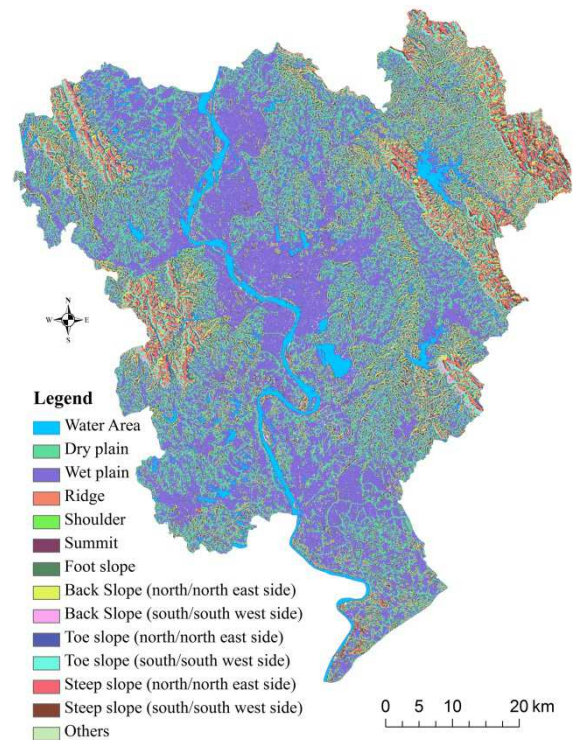 N
W E
S
Legend
Water Area
Dry plain
Wet plain
Ridge
Shoulder
Summit
Foot slope
Back Slope (north/north east side)
Back Slope (south/south west side)
Toe slope (north/north east side)
Toe slope (south/south west side)
Steep slope (north/north east side)
Steep slope (south/south west side)
Others
0 5 10 20 km